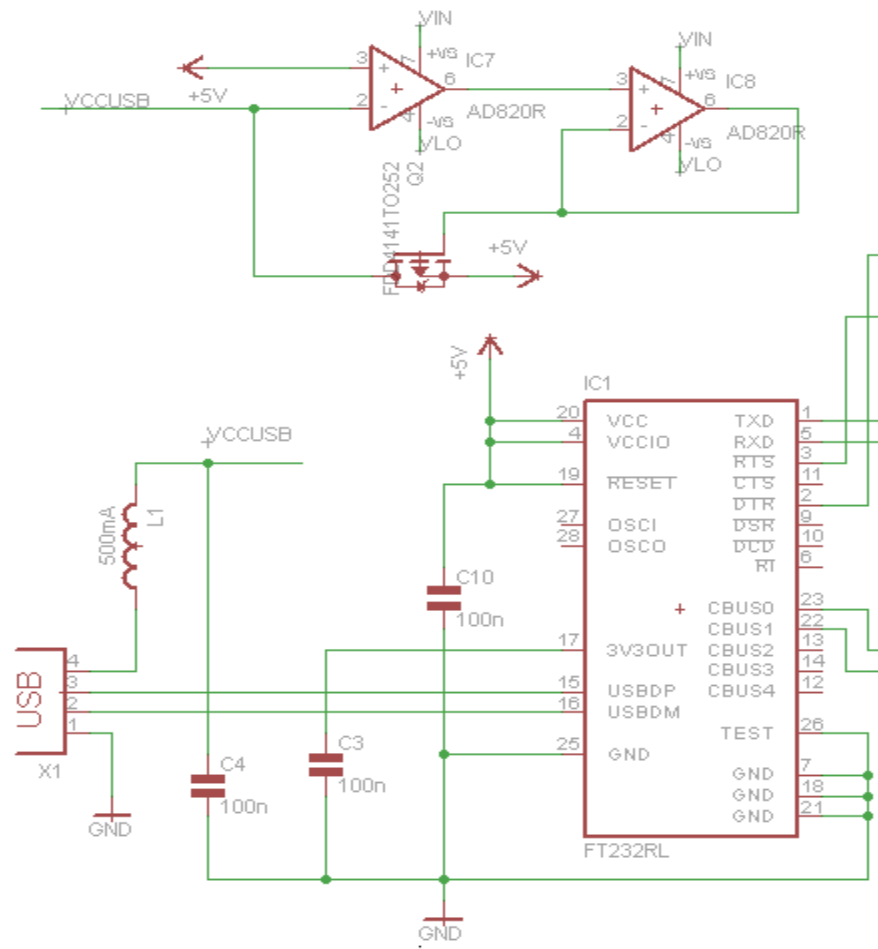 VIN
3
+
7
+VS
IC7
6
+5V
VCCUSB
2
-
4
-VS
AD820R
VLO
VIN
3
+
7
+VS
IC8
6
2
-
4
-VS
AD820R
VLO
Q2
FDD4141TO252
+5V
+5V
IC1
20 VCC TXD 1
4 VCCIO RXD 5
RTS 3
19 RESET CTS 11
DTR 2
27 OSCI DSR 9
28 OSCO DCD 10
RI 6
VCCUSB
500mA
L1
C10
100n
CBUS0 23
CBUS1 22
17 3V3OUT CBUS2 13
CBUS3 14
15 USBDP CBUS4 12
16 USBDM
TEST 26
25 GND
GND 7
GND 18
GND 21
FT232RL
USB
4
3
2
1
X1
GND
C4
100n
C3
100n
GND